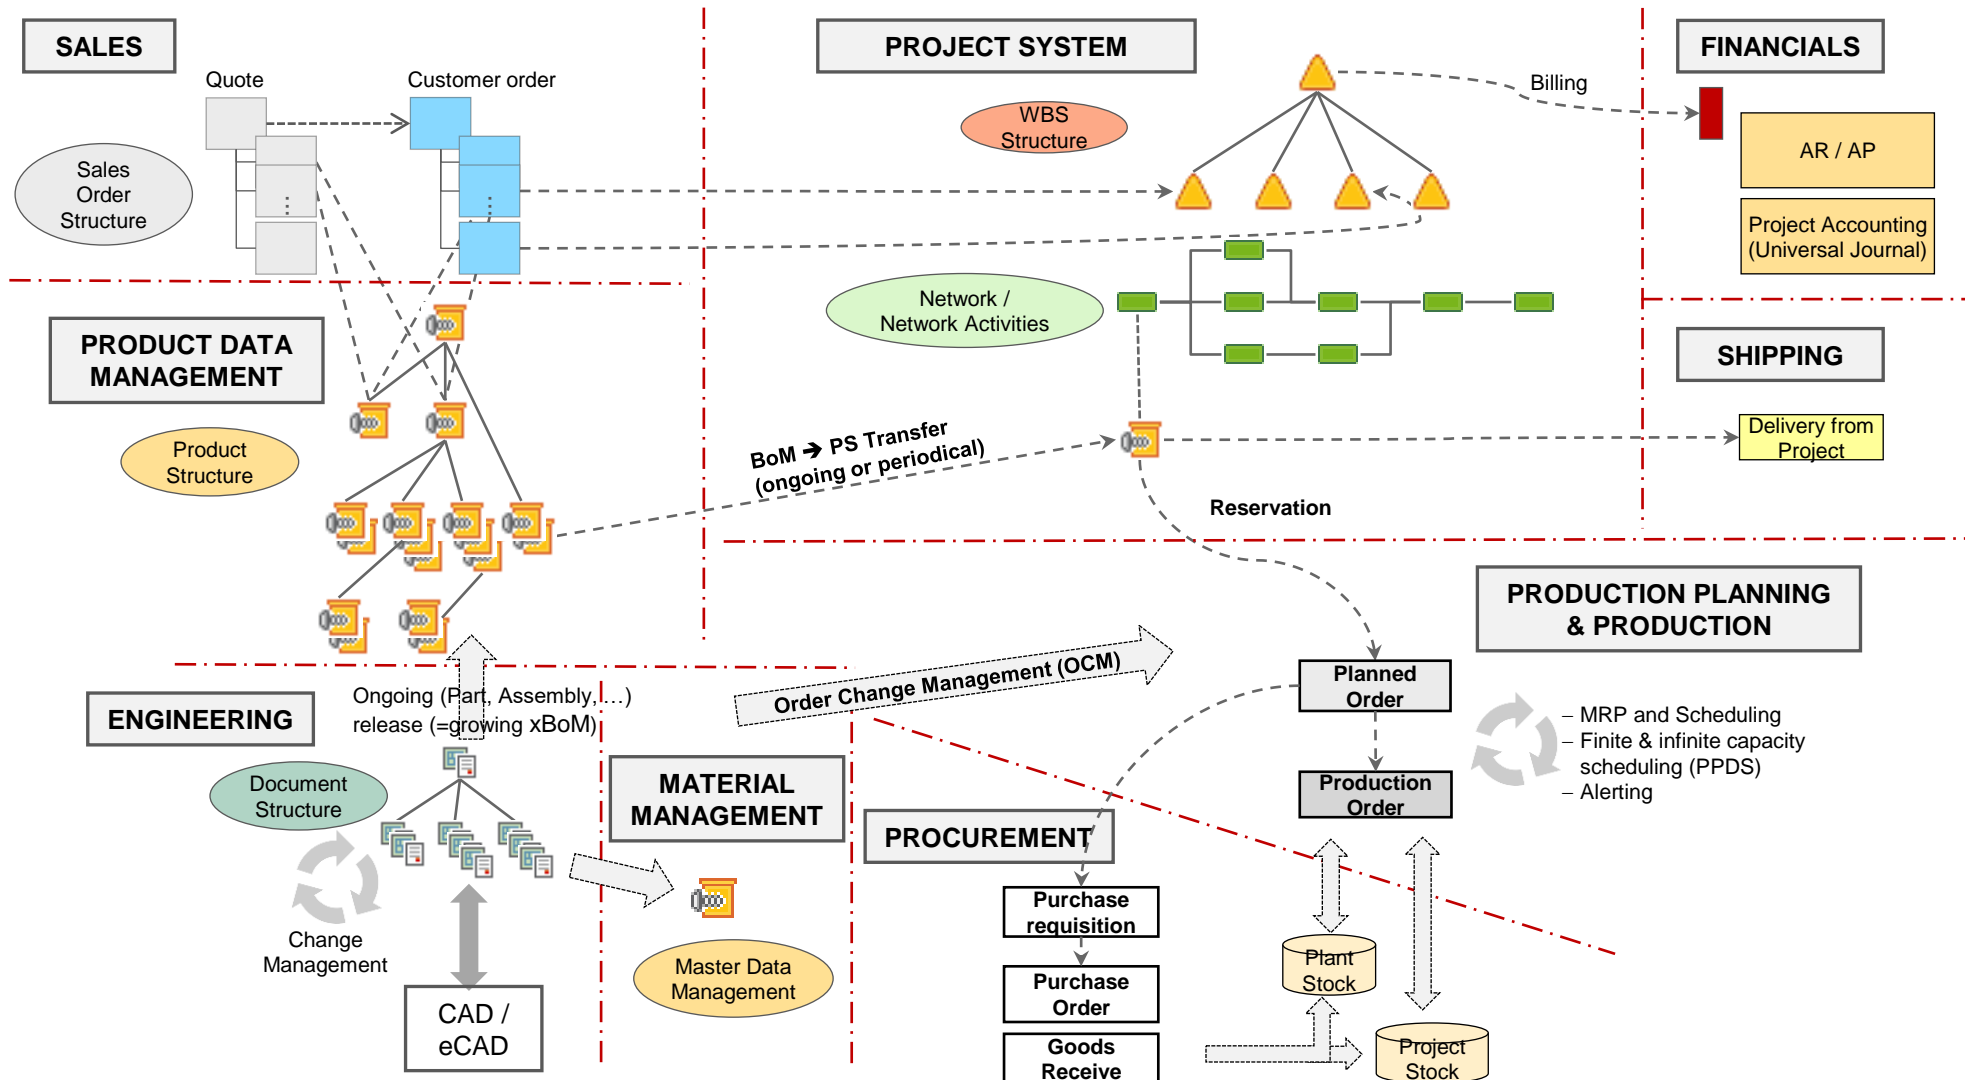 SALES
Quote
Customer order
Sales
Order
Structure
PROJECT SYSTEM
WBS
Structure
Billing
FINANCIALS
AR / AP
Project Accounting
(Universal Journal)
Network /
Network Activities
PRODUCT DATA
MANAGEMENT
Product
Structure
BoM ➔ PS Transfer
(ongoing or periodical)
SHIPPING
Delivery from
Project
Reservation
PRODUCTION PLANNING
& PRODUCTION
Order Change Management (OCM)
Planned
Order
Production
Order
– MRP and Scheduling
– Finite & infinite capacity
scheduling (PPDS)
– Alerting
ENGINEERING
Ongoing (Part, Assembly,…)
release (=growing xBoM)
Document
Structure
Change
Management
CAD /
eCAD
MATERIAL
MANAGEMENT
Master Data
Management
PROCUREMENT
Purchase
requisition
Purchase
Order
Goods
Receive
Plant
Stock
Project
Stock